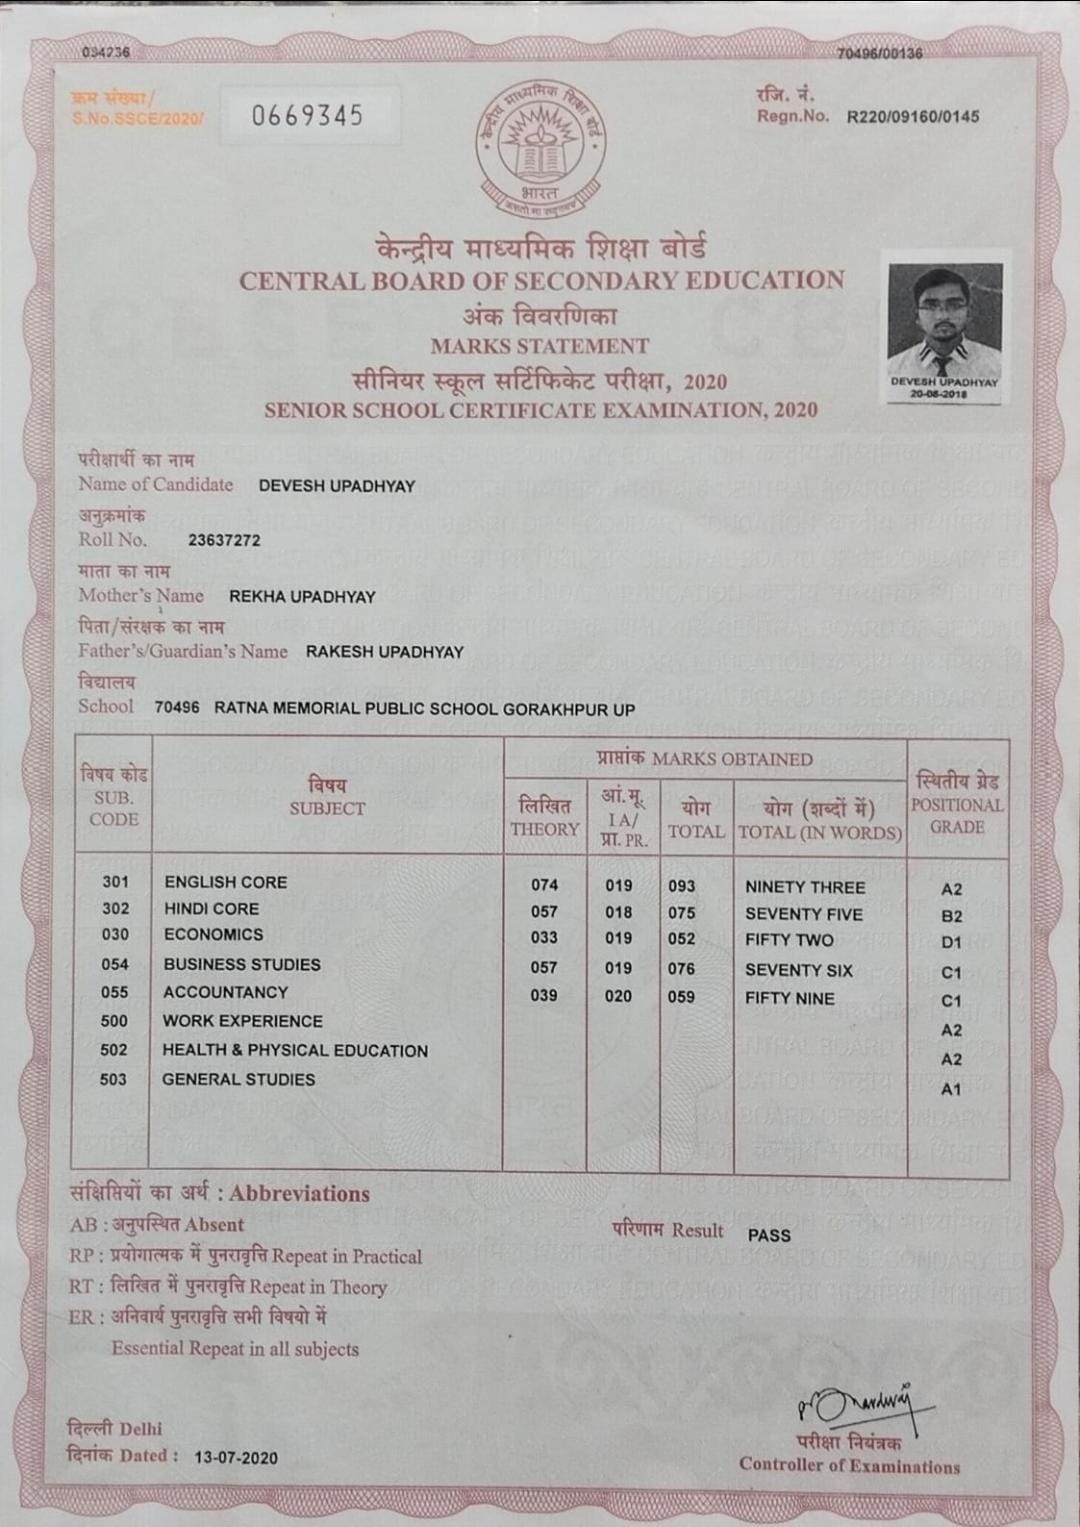 034236
70496/00136
क्रम संख्या/
S.No.SSCE/2020/ 0669345
रजि. नं.
Regn.No. R220/09160/0145
केन्द्रीय माध्यमिक शिक्षा बोर्ड
भारत
असतो मा सद्गमय
केन्द्रीय माध्यमिक शिक्षा बोर्ड
CENTRAL BOARD OF SECONDARY EDUCATION
अंक विवरणिका
MARKS STATEMENT
सीनियर स्कूल सर्टिफिकेट परीक्षा, 2020
SENIOR SCHOOL CERTIFICATE EXAMINATION, 2020
DEVESH UPADHYAY
20-08-2018
परीक्षार्थी का नाम
Name of Candidate DEVESH UPADHYAY
अनुक्रमांक
Roll No. 23637272
माता का नाम
Mother's Name REKHA UPADHYAY
पिता/संरक्षक का नाम
Father's/Guardian's Name RAKESH UPADHYAY
विद्यालय
School 70496 RATNA MEMORIAL PUBLIC SCHOOL GORAKHPUR UP
विषय कोड SUB. CODE
विषय SUBJECT
प्राप्तांक MARKS OBTAINED
लिखित THEORY
आं.मू. I A/ प्रा. PR.
योग TOTAL
योग (शब्दों में) TOTAL (IN WORDS)
स्थितीय ग्रेड POSITIONAL GRADE
301 ENGLISH CORE 074 019 093 NINETY THREE A2
302 HINDI CORE 057 018 075 SEVENTY FIVE B2
030 ECONOMICS 033 019 052 FIFTY TWO D1
054 BUSINESS STUDIES 057 019 076 SEVENTY SIX C1
055 ACCOUNTANCY 039 020 059 FIFTY NINE C1
500 WORK EXPERIENCE A2
502 HEALTH & PHYSICAL EDUCATION A2
503 GENERAL STUDIES A1
संक्षिप्तियों का अर्थ : Abbreviations
AB : अनुपस्थित Absent
परिणाम Result PASS
RP : प्रयोगात्मक में पुनरावृत्ति Repeat in Practical
RT : लिखित में पुनरावृत्ति Repeat in Theory
ER : अनिवार्य पुनरावृत्ति सभी विषयो में
Essential Repeat in all subjects
दिल्ली Delhi
दिनांक Dated : 13-07-2020
परीक्षा नियंत्रक
Controller of Examinations